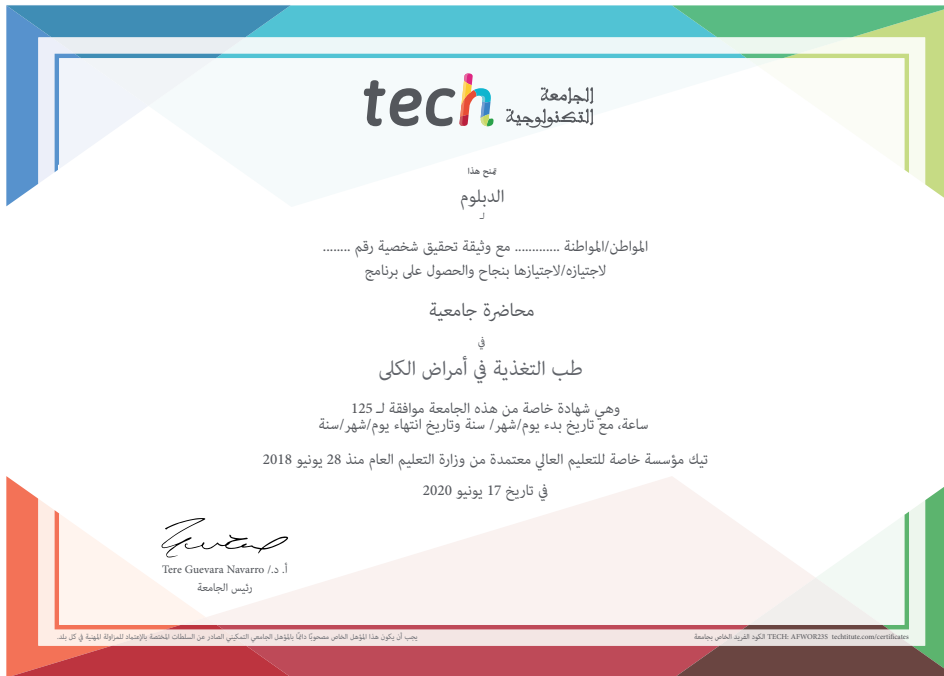 tech الجامعة
التكنولوجية
يمنح هذا
الدبلوم
لـ
المواطن/المواطنة ............. مع وثيقة تحقيق شخصية رقم ........
لاجتيازه/لاجتيازها بنجاح والحصول على برنامج
محاضرة جامعية
في
طب التغذية في أمراض الكلى
وهي شهادة خاصة من هذه الجامعة موافقة لـ 125
ساعة، مع تاريخ بدء يوم/شهر/ سنة وتاريخ انتهاء يوم/شهر/سنة
تيك مؤسسة خاصة للتعليم العالي معتمدة من وزارة التعليم العام منذ 28 يونيو 2018
في تاريخ 17 يونيو 2020
أ. د./ Tere Guevara Navarro
رئيس الجامعة
يجب أن يكون هذا المؤهل الخاص مصحوبًا دائمًا بالمؤهل الجامعي التمكيني الصادر عن السلطات المختصة بالإعتماد للمزاولة المهنية في كل بلد.
الكود الفريد الخاص بجامعة TECH: AFWOR23S techtitute.com/certificates